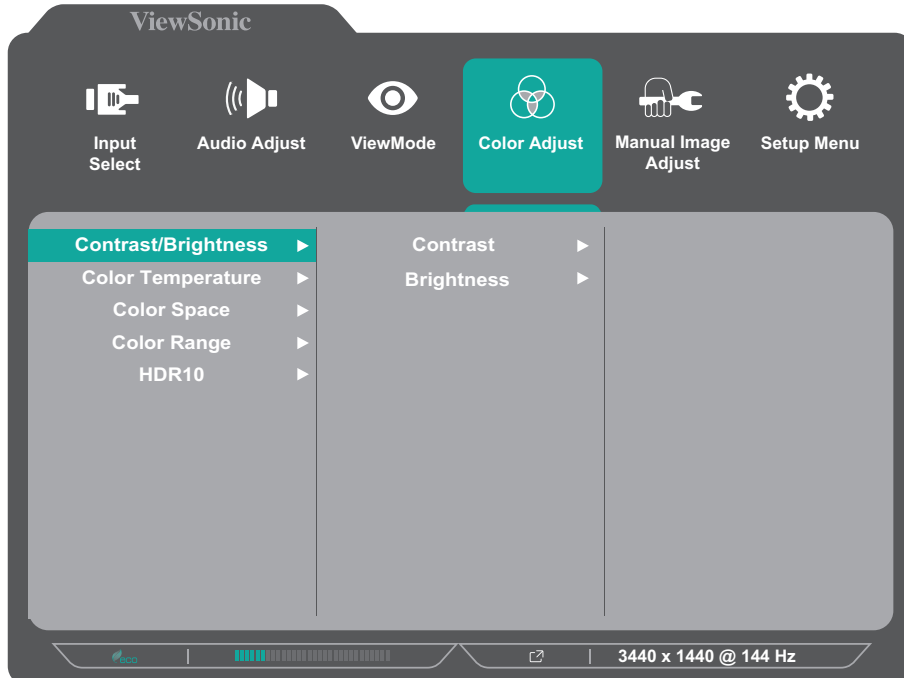 ViewSonic
Input
Select
Audio Adjust
ViewMode
Color Adjust
Manual Image
Adjust
Setup Menu
Contrast/Brightness
Color Temperature
Color Space
Color Range
HDR10
Contrast
Brightness
eco
3440 x 1440 @ 144 Hz